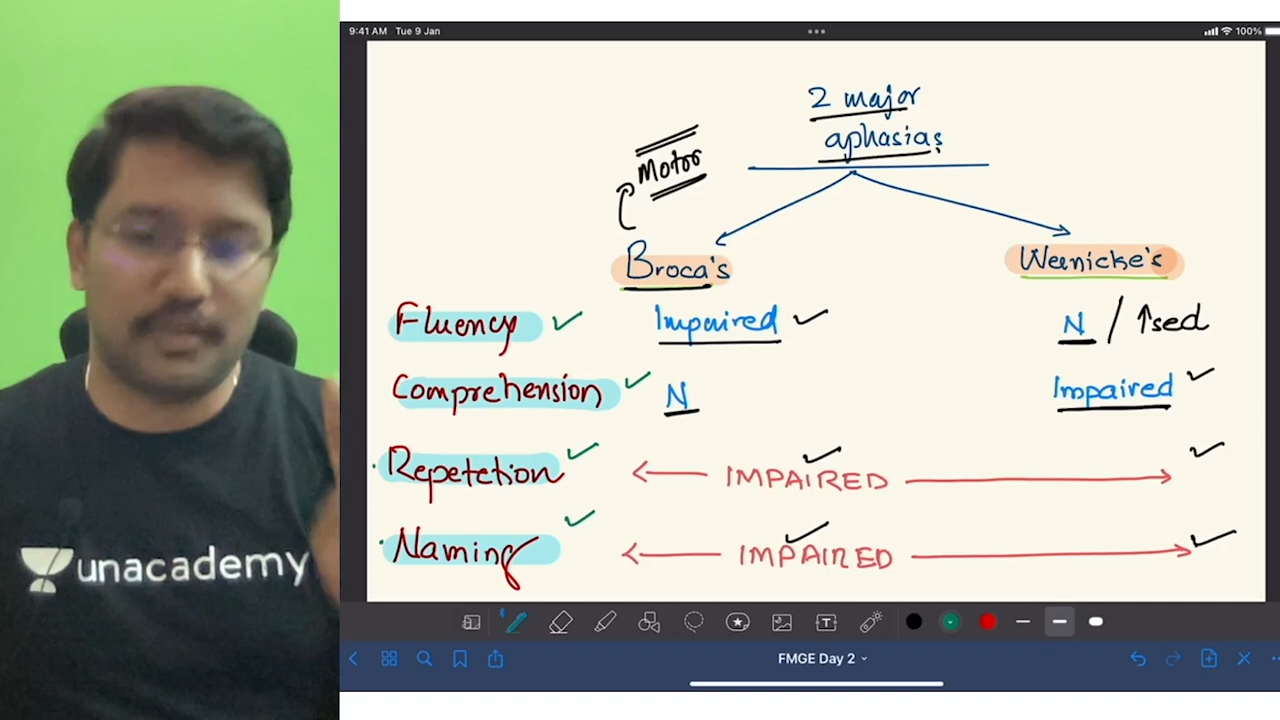 9:41 AM Tue 9 Jan
100%
2 major
aphasias
Motor
Broca's
Wernicke's
Fluency
Impaired
N / ↑sed
Comprehension
N
Impaired
Repetetion
IMPAIRED
Naming
IMPAIRED
unacademy
T
FMGE Day 2